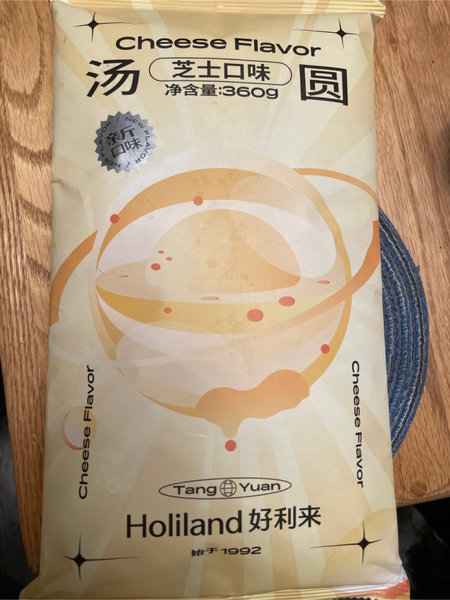 Cheese Flavor
汤 芝士口味 圆
净含量:360g
NEW FLAVOR
新
口味
Cheese Flavor
Cheese Flavor
Tang Yuan
Holiland 好利来
始于1992